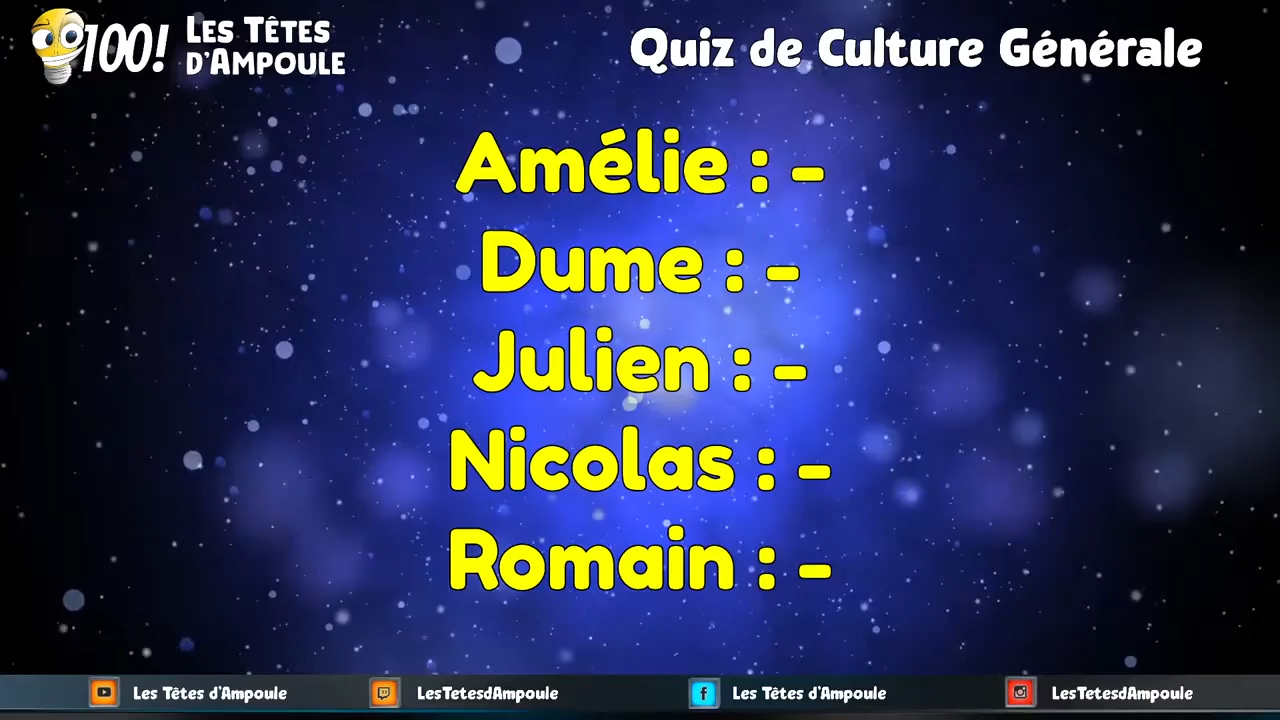 100!
Les Têtes
d'Ampoule
Quiz de Culture Générale
Amélie : -
Dume : -
Julien : -
Nicolas : -
Romain : -
Les Têtes d'Ampoule
LesTetesdAmpoule
Les Têtes d'Ampoule
LesTetesdAmpoule